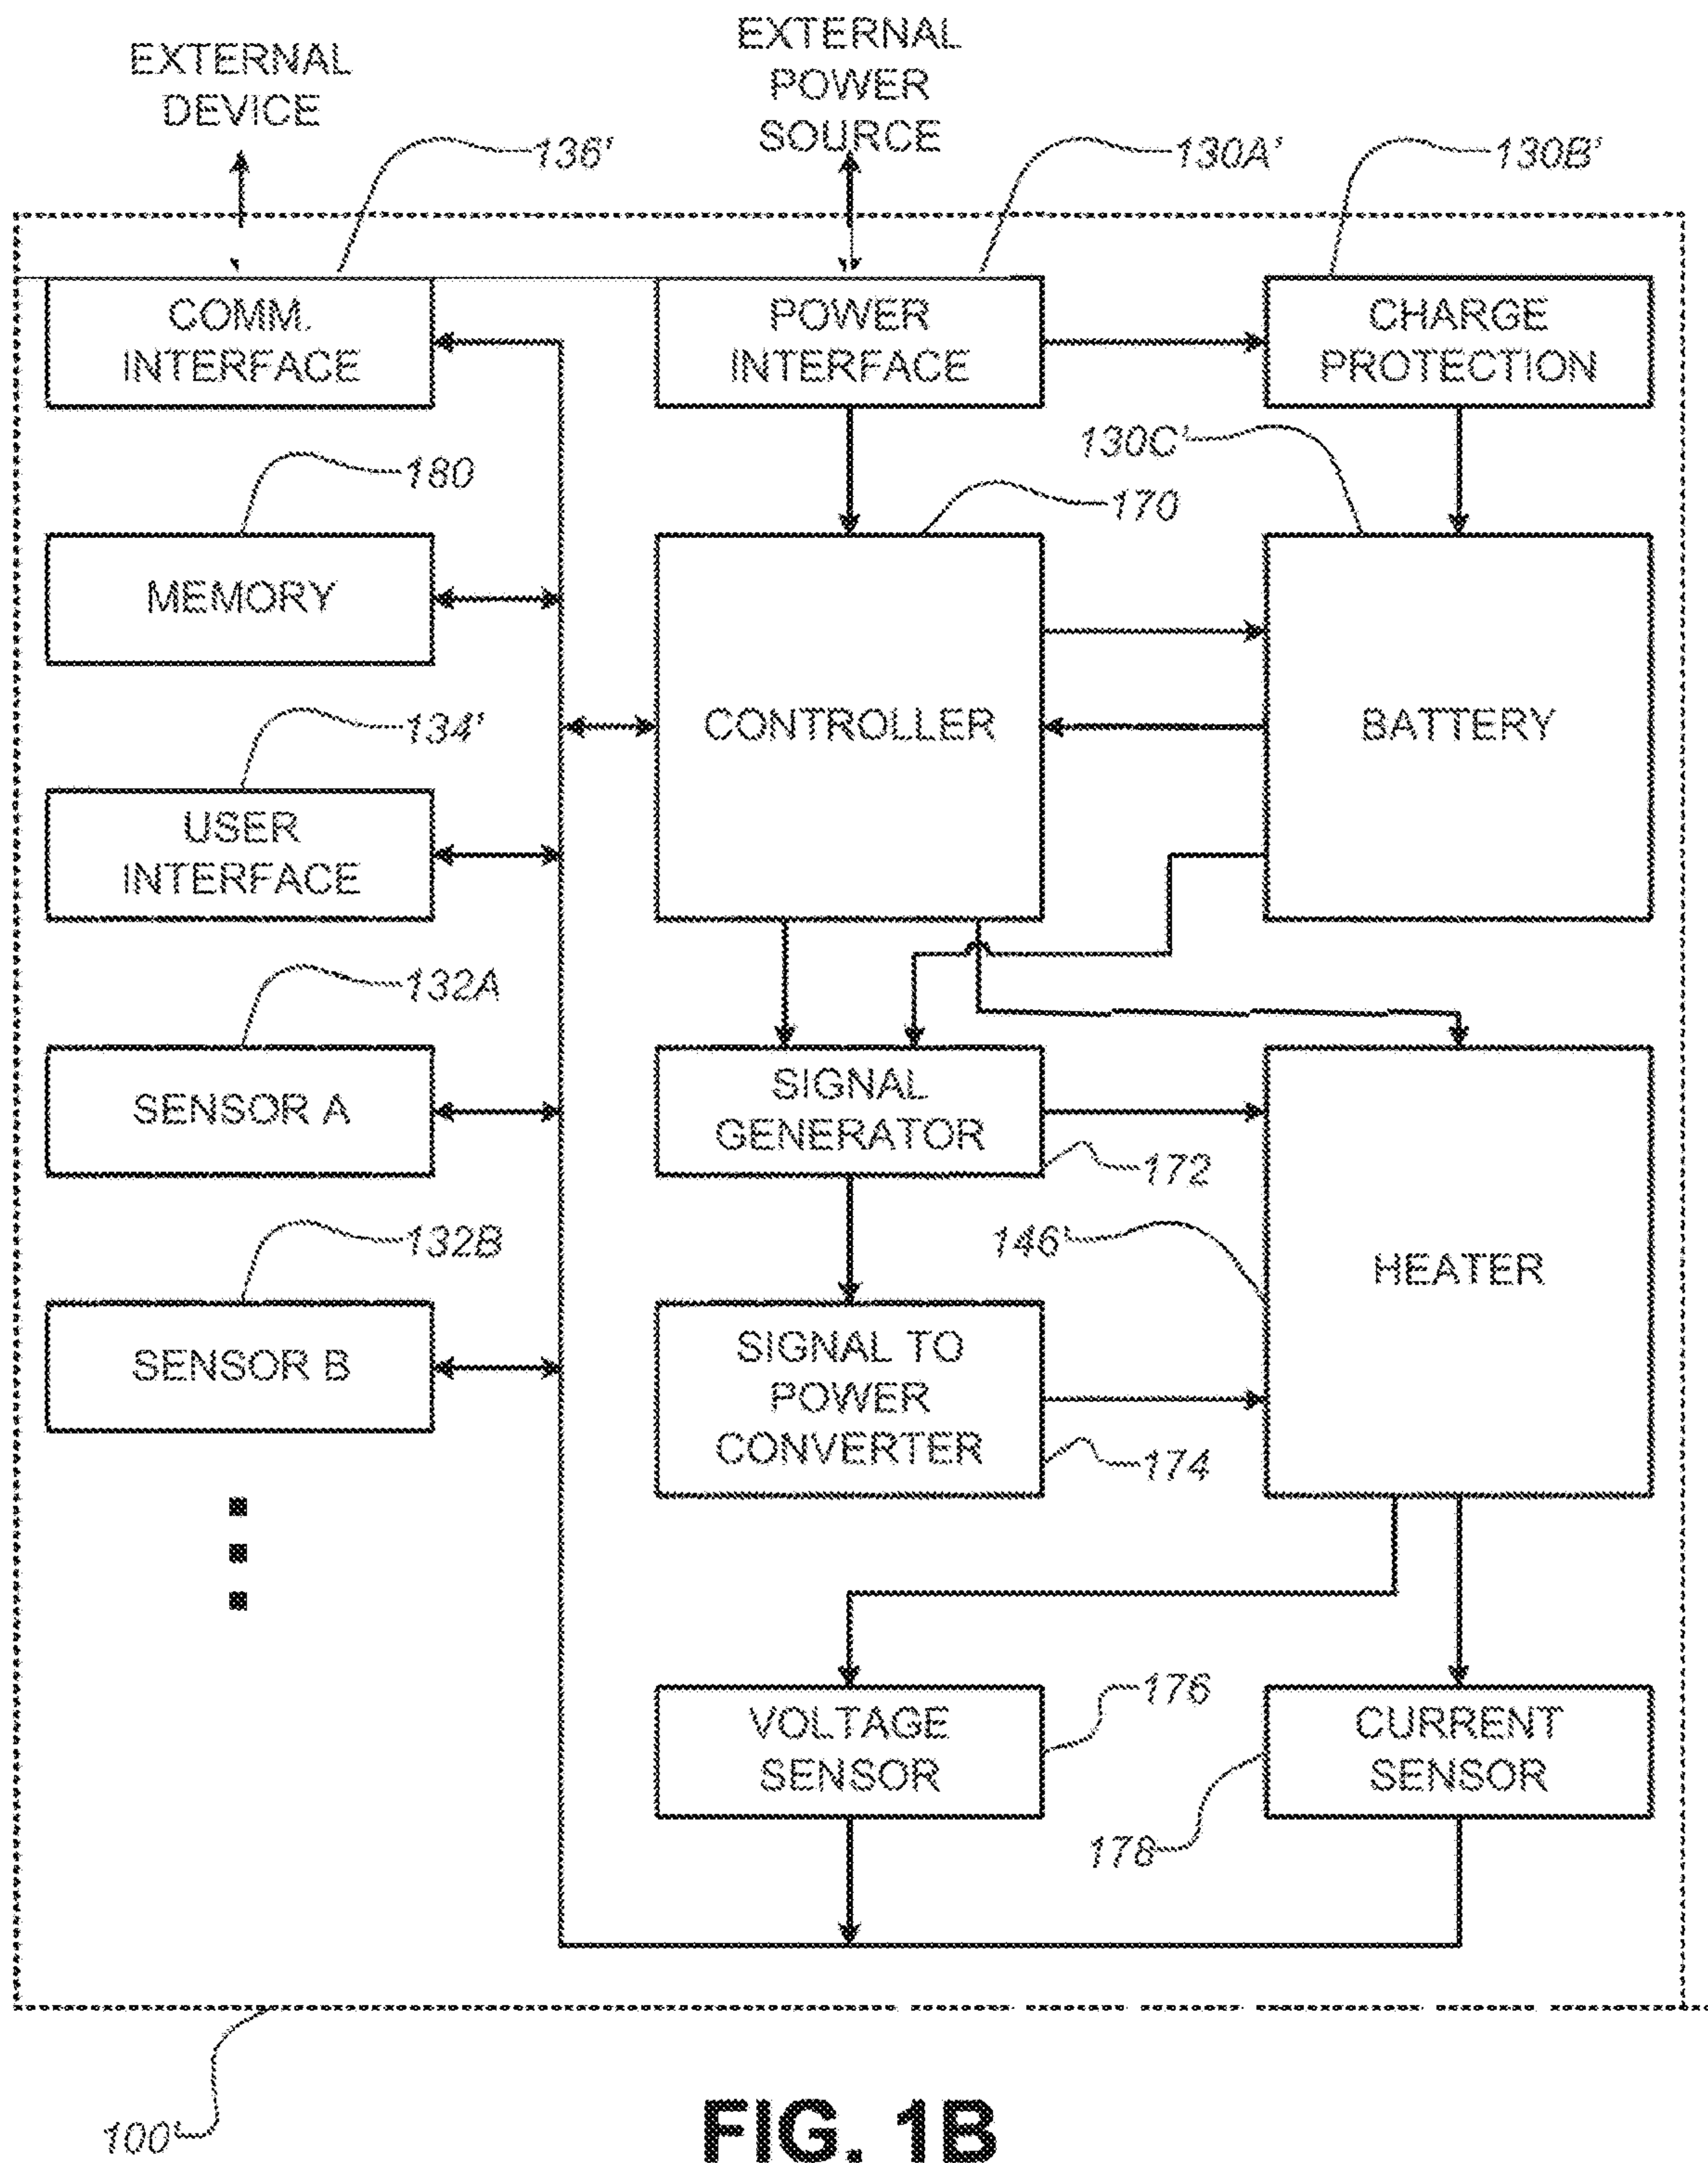 EXTERNAL
DEVICE
EXTERNAL
POWER
SOURCE
136'
130A'
130B'
COMM.
INTERFACE
POWER
INTERFACE
CHARGE
PROTECTION
180
130C'
170
MEMORY
CONTROLLER
BATTERY
134'
USER
INTERFACE
132A
SENSOR A
SIGNAL
GENERATOR
172
132B
146'
HEATER
SENSOR B
SIGNAL TO
POWER
CONVERTER
174
VOLTAGE
SENSOR
176
CURRENT
SENSOR
178
100'
FIG. 1B